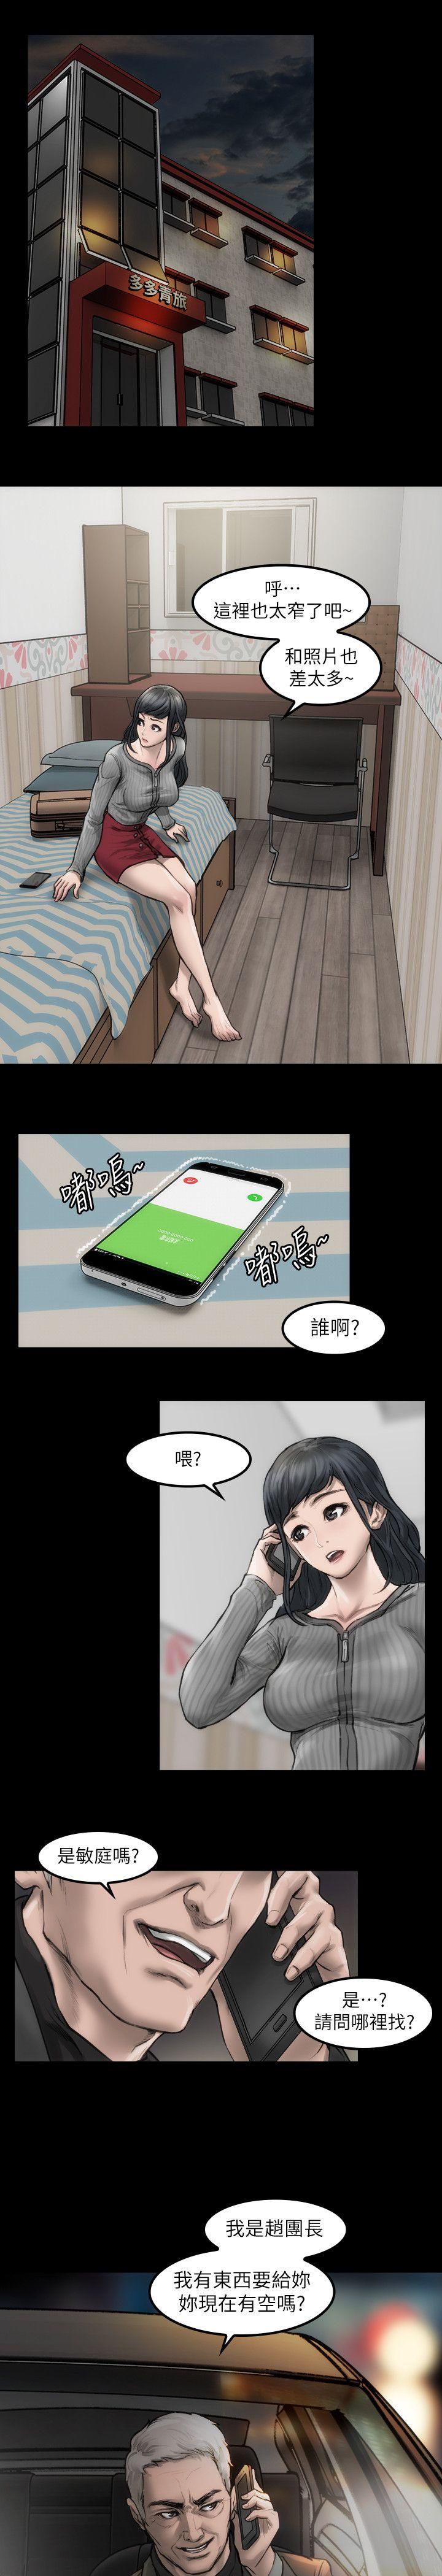 多多青旅
呼…
這裡也太窄了吧~
和照片也
差太多~
嘟嗚~
嘟嗚~
誰啊?
喂?
是敏庭嗎?
是…?
請問哪裡找?
我是趙團長
我有東西要給妳
妳現在有空嗎?